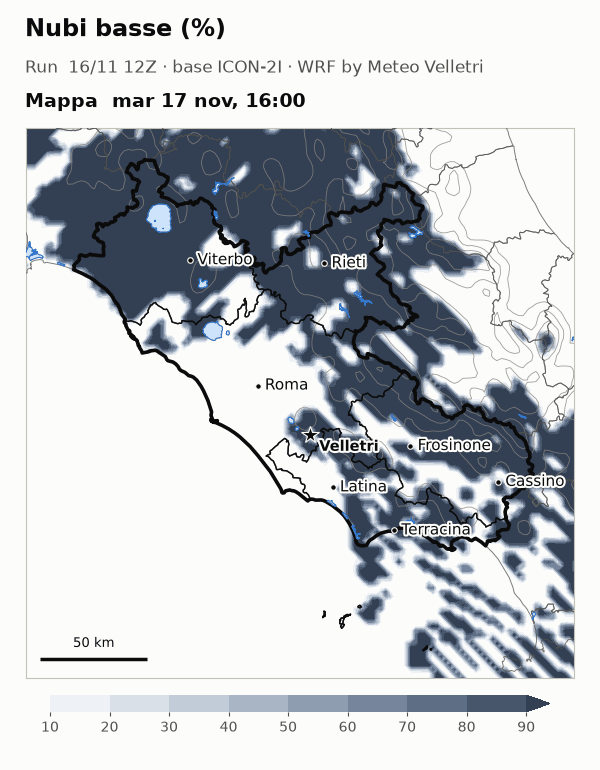 Nubi basse (%)
Run  16/11 12Z · base ICON-2I · WRF by Meteo Velletri
Mappa  mar 17 nov, 16:00
Viterbo
Rieti
Roma
Velletri
Frosinone
Cassino
Latina
Terracina
50 km
10 20 30 40 50 60 70 80 90